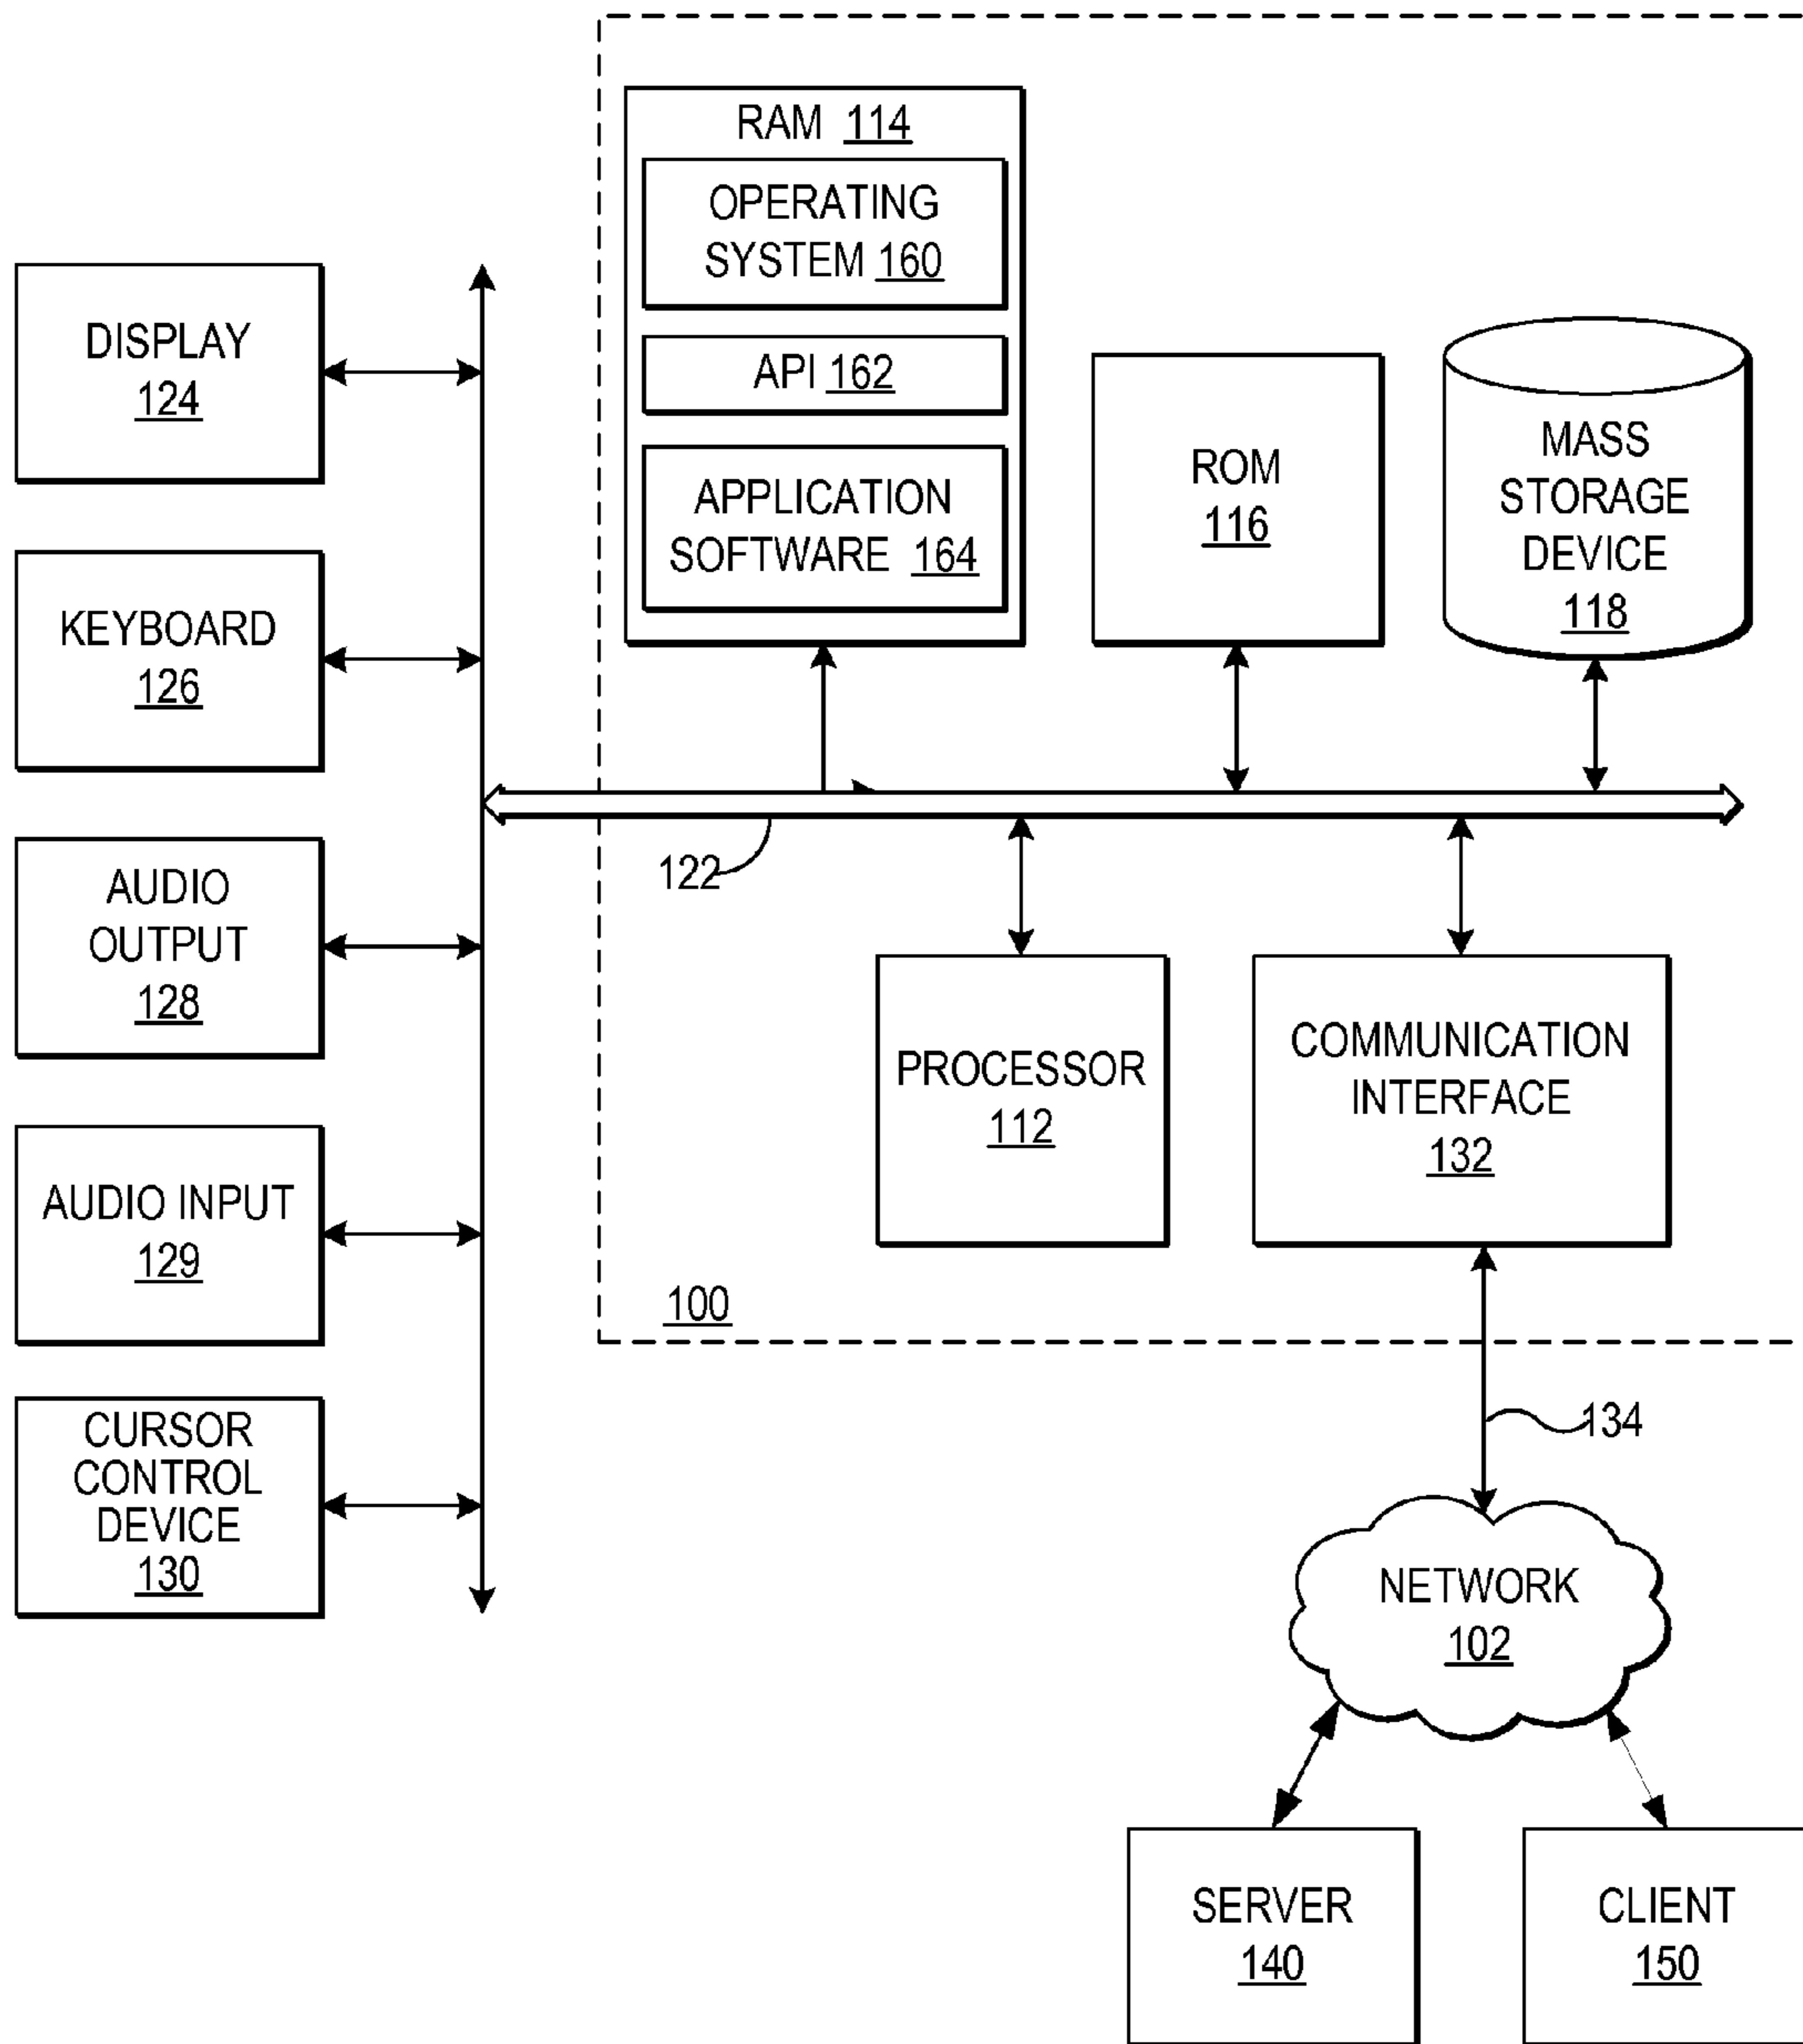 RAM 114
OPERATING
SYSTEM 160
API 162
APPLICATION
SOFTWARE 164
ROM
116
MASS
STORAGE
DEVICE
118
DISPLAY
124
KEYBOARD
126
AUDIO
OUTPUT
128
AUDIO INPUT
129
CURSOR
CONTROL
DEVICE
130
122
PROCESSOR
112
COMMUNICATION
INTERFACE
132
100
134
NETWORK
102
SERVER
140
CLIENT
150